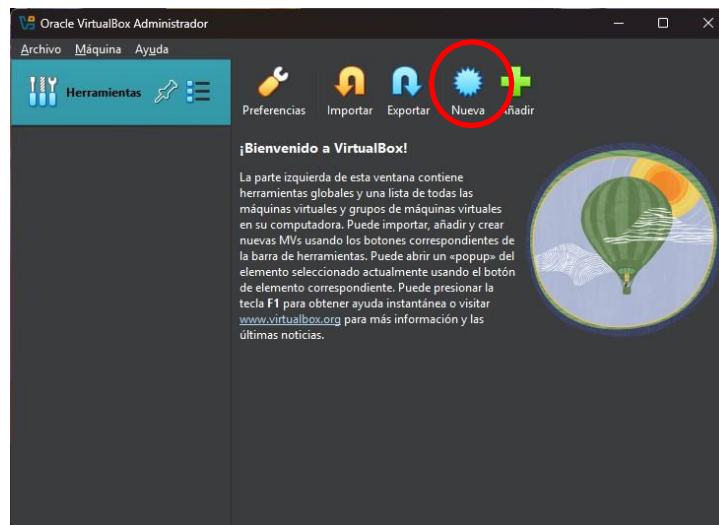 Oracle VirtualBox Administrador
Archivo Máquina Ayuda
Herramientas
Preferencias Importar Exportar Nueva Añadir
¡Bienvenido a VirtualBox!
La parte izquierda de esta ventana contiene
herramientas globales y una lista de todas las
máquinas virtuales y grupos de máquinas virtuales
en su computadora. Puede importar, añadir y crear
nuevas MVs usando los botones correspondientes de
la barra de herramientas. Puede abrir un «popup» del
elemento seleccionado actualmente usando el botón
de elemento correspondiente. Puede presionar la
tecla F1 para obtener ayuda instantánea o visitar
www.virtualbox.org para más información y las
últimas noticias.